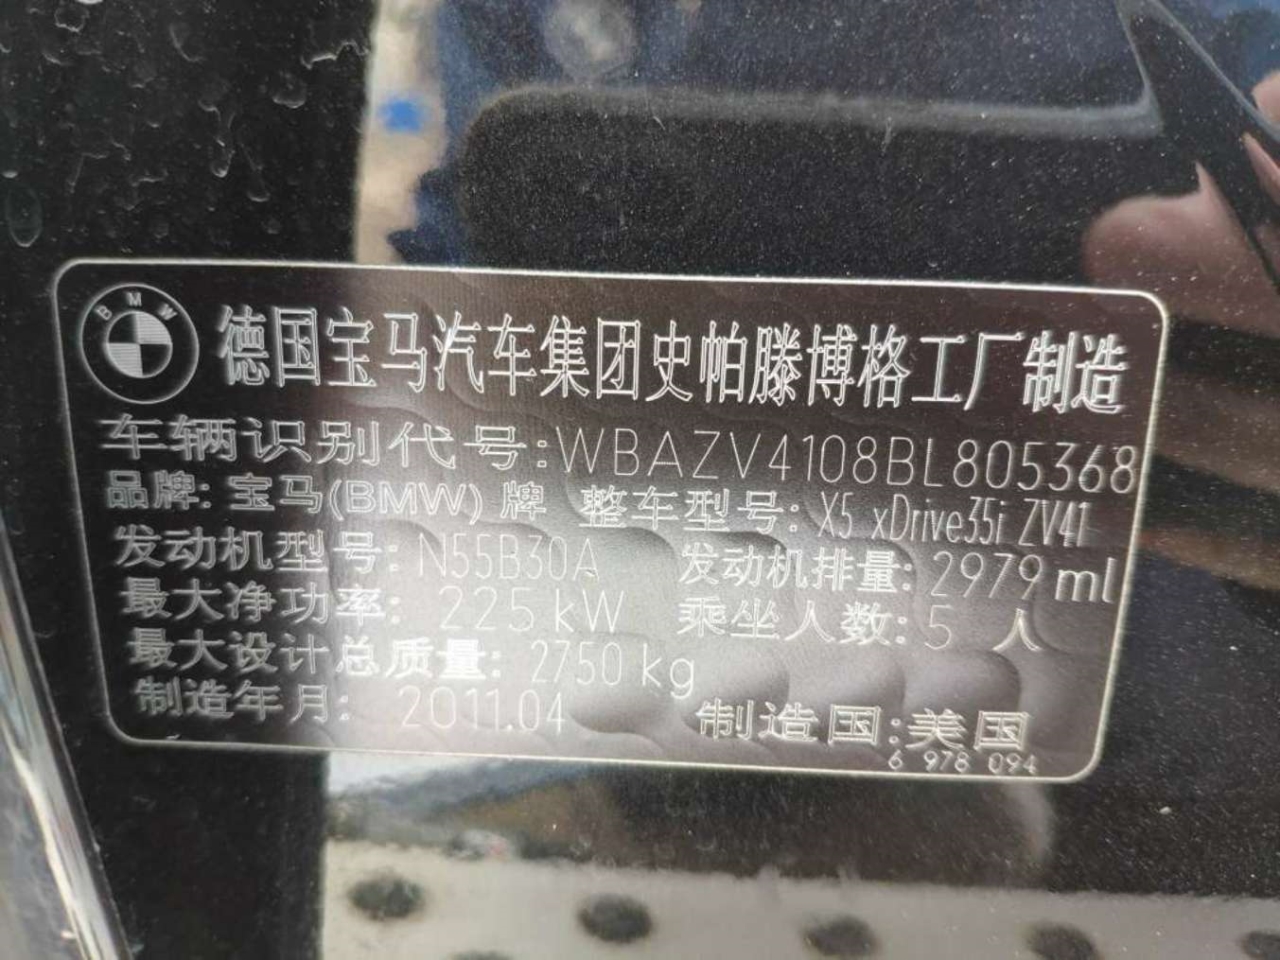 BMW
德国宝马汽车集团史帕滕博格工厂制造
车辆识别代号:WBAZV4108BL805368
品牌: 宝马(BMW) 牌 整车型号: X5 xDrive35i ZV41
发动机型号: N55B30A 发动机排量: 2979 ml
最大净功率: 225 kW 乘坐人数: 5 人
最大设计总质量: 2750 kg
制造年月: 2011.04 制造国:美国
6 978 094